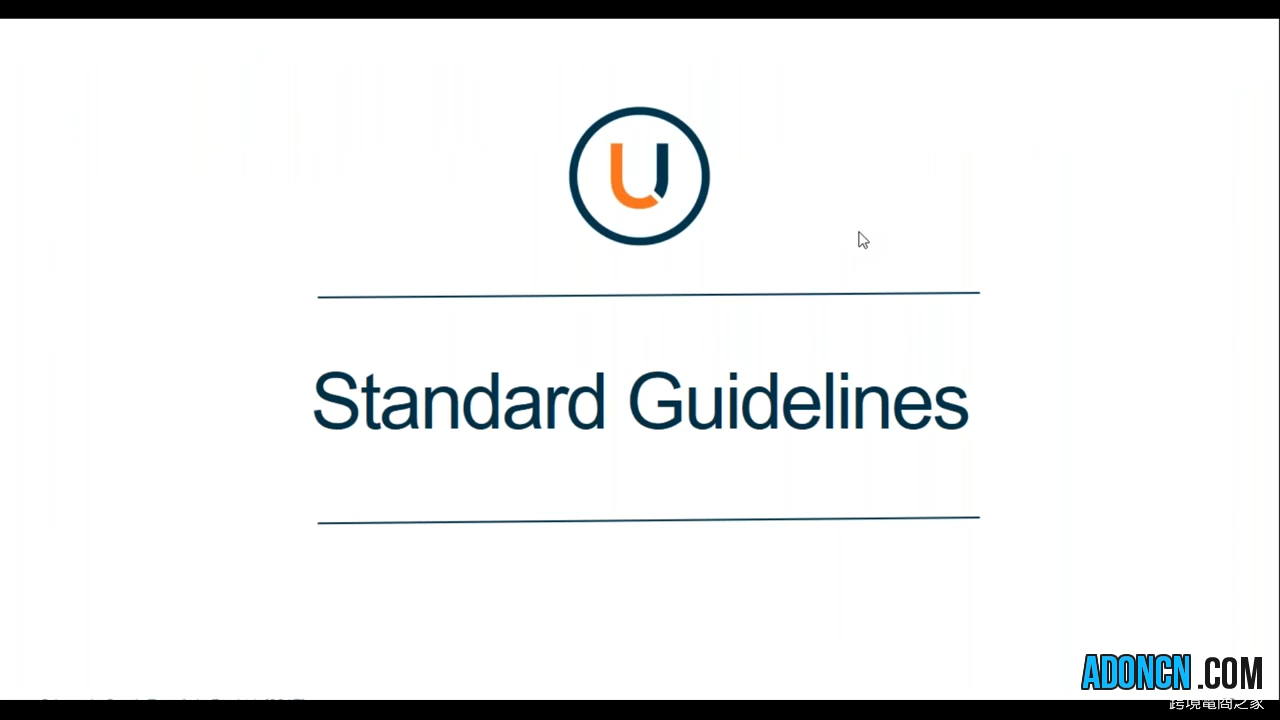 U
Standard Guidelines
ADONCN.COM
跨境電商之家